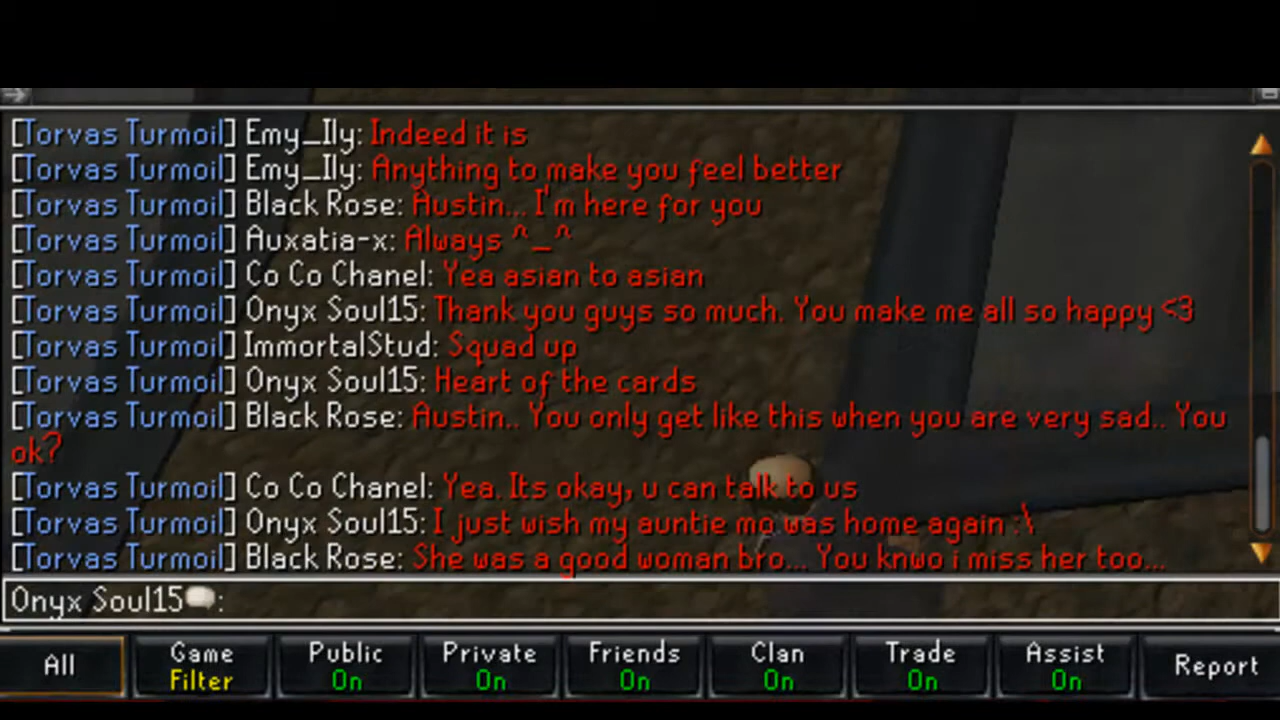 [Torvas Turmoil] Emy_Ily: Indeed it is
[Torvas Turmoil] Emy_Ily: Anything to make you feel better
[Torvas Turmoil] Black Rose: Austin... I'm here for you
[Torvas Turmoil] Auxatia-x: Always ^_^
[Torvas Turmoil] Co Co Chanel: Yea asian to asian
[Torvas Turmoil] Onyx Soul15: Thank you guys so much. You make me all so happy <3
[Torvas Turmoil] ImmortalStud: Squad up
[Torvas Turmoil] Onyx Soul15: Heart of the cards
[Torvas Turmoil] Black Rose: Austin.. You only get like this when you are very sad.. You
ok?
[Torvas Turmoil] Co Co Chanel: Yea. Its okay, u can talk to us
[Torvas Turmoil] Onyx Soul15: I just wish my auntie mo was home again :\
[Torvas Turmoil] Black Rose: She was a good woman bro... You knwo i miss her too...
Onyx Soul15:
All Game Public Private Friends Clan Trade Assist Report
Filter On On On On On On